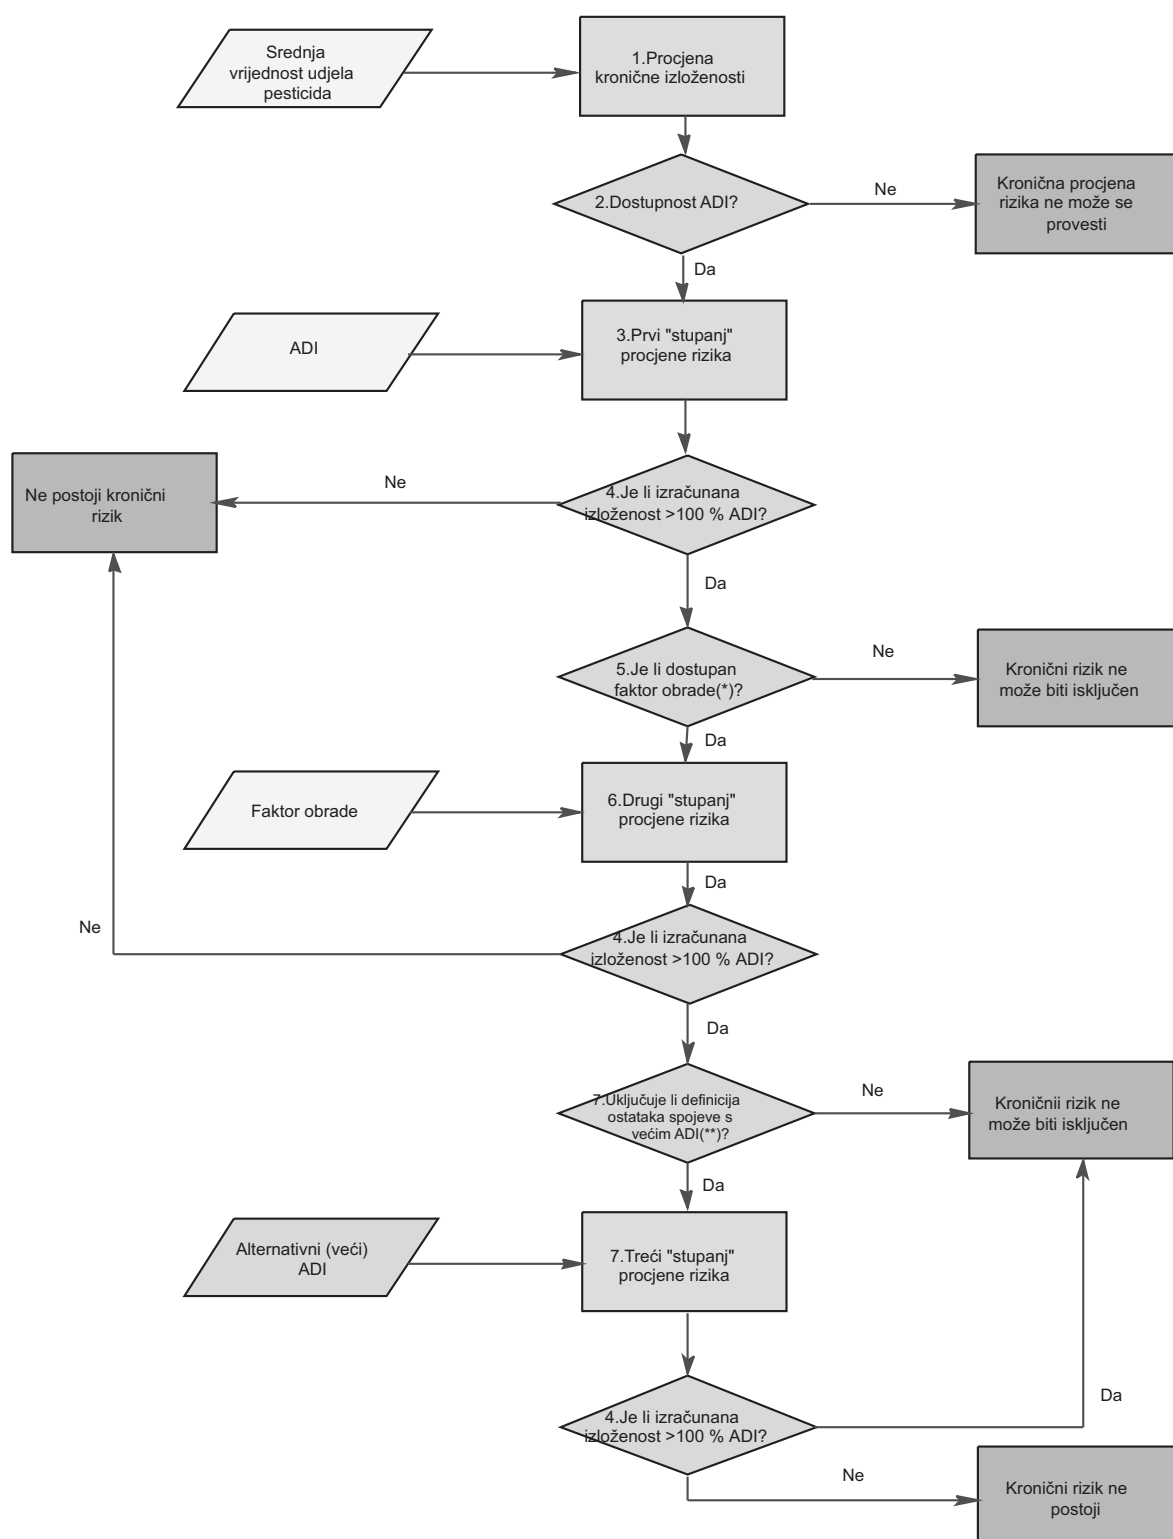 Srednja
vrijednost udjela
pesticida
1.Procjena
kronične izloženosti
2.Dostupnost ADI?
Ne
Kronična procjena
rizika ne može se
provesti
Da
ADI
3.Prvi "stupanj"
procjene rizika
Ne postoji kronični
rizik
Ne
4.Je li izračunana
izloženost >100 % ADI?
Da
5.Je li dostupan
faktor obrade(*)?
Ne
Kronični rizik ne
može biti isključen
Da
Faktor obrade
6.Drugi "stupanj"
procjene rizika
Da
Ne
4.Je li izračunana
izloženost >100 % ADI?
Da
7.Uključuje li definicija
ostataka spojeve s
većim ADI(**)?
Ne
Kroničnii rizik ne
može biti isključen
Da
Alternativni (veći)
ADI
7.Treći "stupanj"
procjene rizika
4.Je li izračunana
izloženost >100 % ADI?
Da
Ne
Kronični rizik ne
postoji